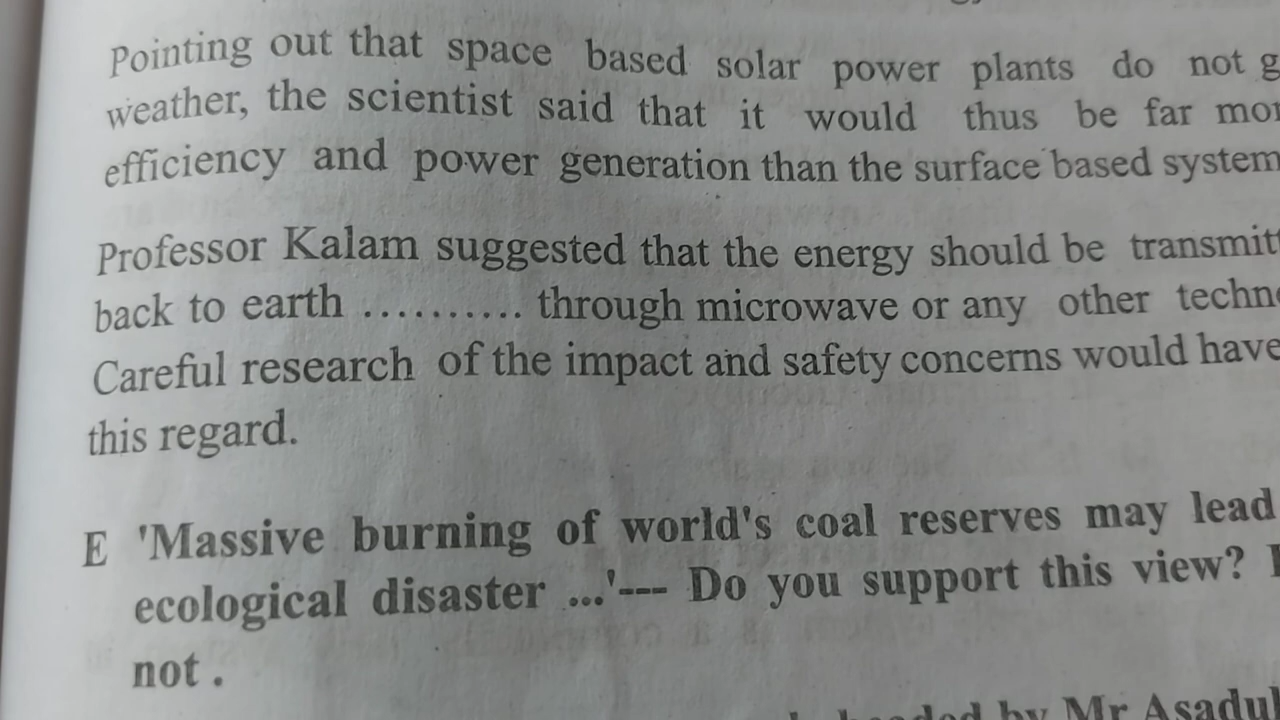 Pointing out that space based solar power plants do not
weather, the scientist said that it would thus be far
efficiency and power generation than the surface based system
Professor Kalam suggested that the energy should be
back to earth .......... through microwave or any other
Careful research of the impact and safety concerns would have
this regard.
E 'Massive burning of world's coal reserves may lead
ecological disaster ...'--- Do you support this view?
not .
by Mr